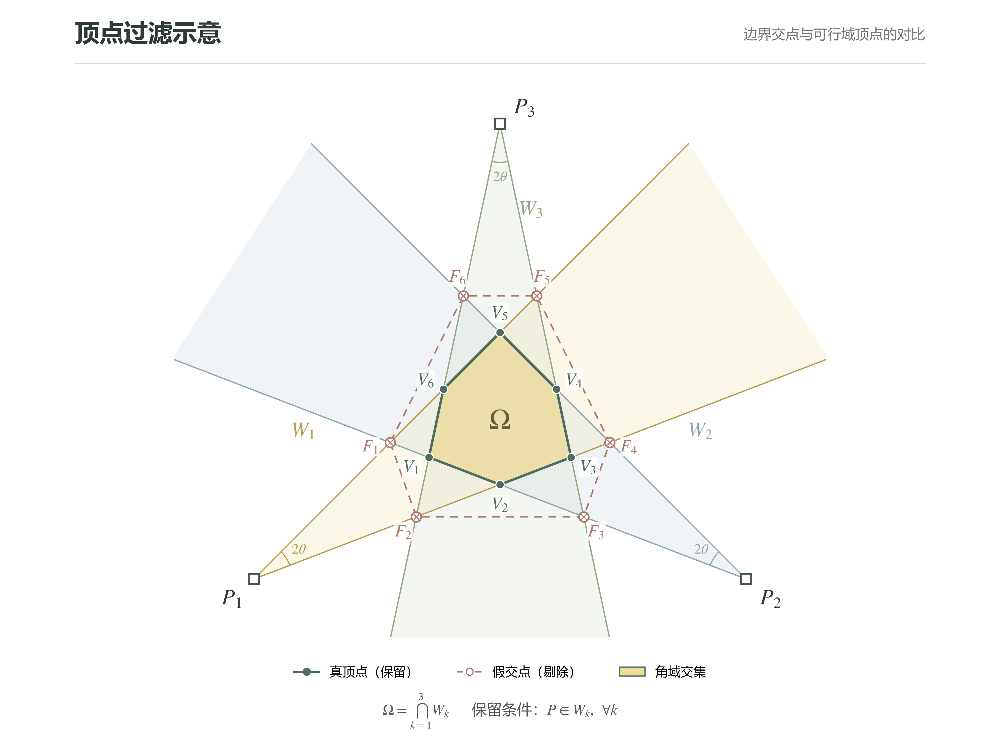 顶点过滤示意
边界交点与可行域顶点的对比
P₃
2θ
W₃
F₆
F₅
V₅
V₆
V₄
Ω
W₁
W₂
F₁
F₄
V₁
V₃
V₂
F₂
F₃
2θ
2θ
P₁
P₂
真顶点（保留）
假交点（剔除）
角域交集
Ω = ⋂_{k=1}^{3} W_k 保留条件：P ∈ W_k, ∀k